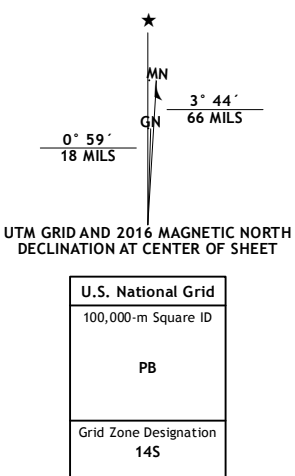 ★
MN
3° 44´
66 MILS
GN
0° 59´
18 MILS
UTM GRID AND 2016 MAGNETIC NORTH
DECLINATION AT CENTER OF SHEET
U.S. National Grid
100,000-m Square ID
PB
Grid Zone Designation
14S